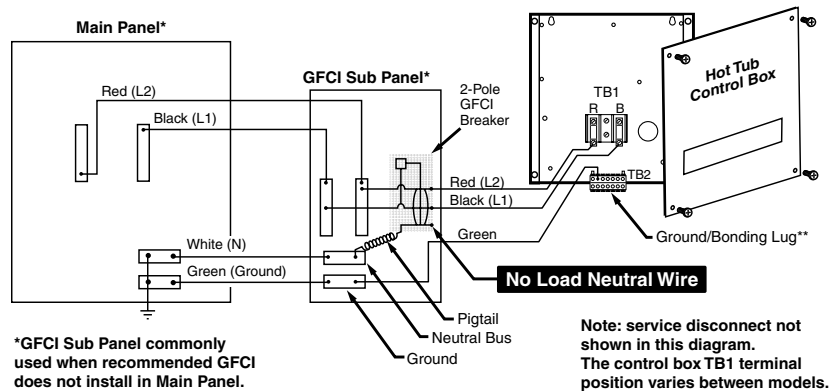 Main Panel*
GFCI Sub Panel*
2-Pole
GFCI
Breaker
Hot Tub
Control Box
TB1
R B
Red (L2)
Black (L1)
Red (L2)
Black (L1)
TB2
Green
Ground/Bonding Lug**
White (N)
Green (Ground)
No Load Neutral Wire
Pigtail
Neutral Bus
Ground
*GFCI Sub Panel commonly
used when recommended GFCI
does not install in Main Panel.
Note: service disconnect not
shown in this diagram.
The control box TB1 terminal
position varies between models.